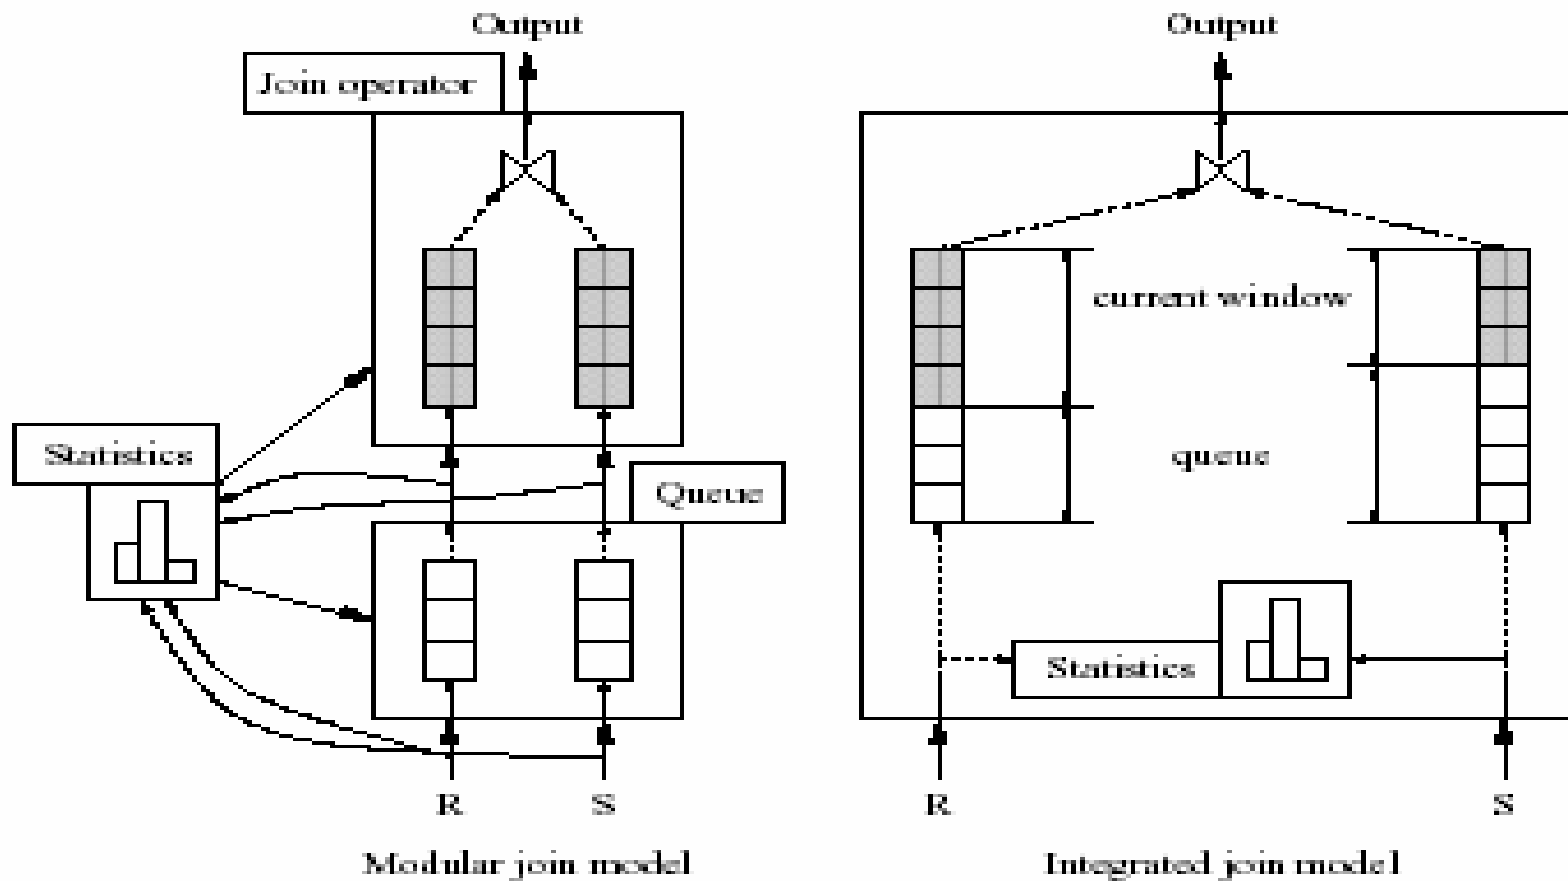 Output
Join operator
Statistics
Queue
R
S
Modular join model
Output
current window
queue
Statistics
R
S
Integrated join model